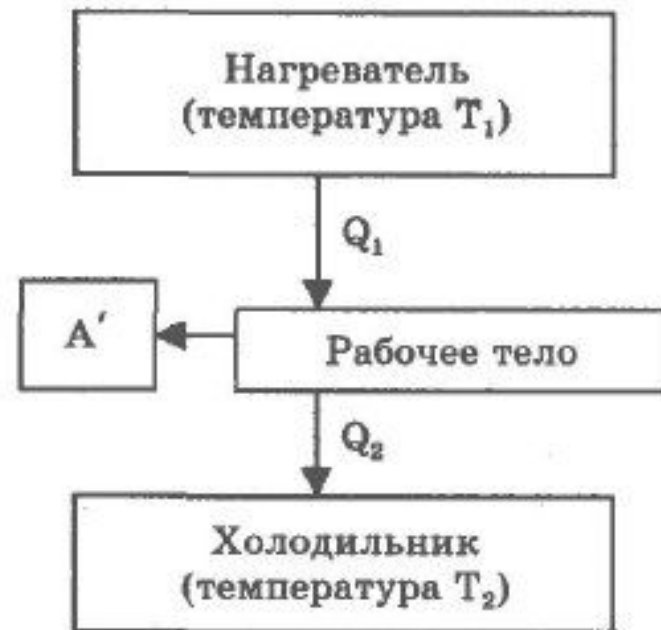 Нагреватель
(температура T₁)
Q₁
A′
Рабочее тело
Q₂
Холодильник
(температура T₂)